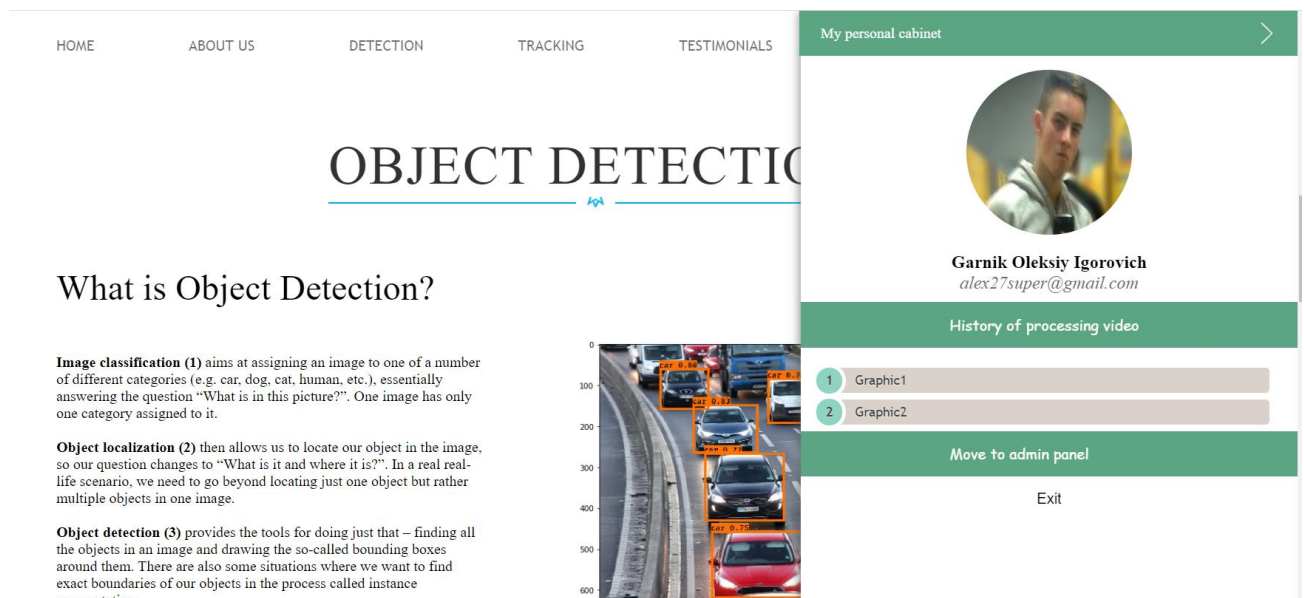 HOME ABOUT US DETECTION TRACKING TESTIMONIALS
OBJECT DETECTIO
What is Object Detection?
Image classification (1) aims at assigning an image to one of a number
of different categories (e.g. car, dog, cat, human, etc.), essentially
answering the question “What is in this picture?”. One image has only
one category assigned to it.
Object localization (2) then allows us to locate our object in the image,
so our question changes to “What is it and where it is?”. In a real real-
life scenario, we need to go beyond locating just one object but rather
multiple objects in one image.
Object detection (3) provides the tools for doing just that – finding all
the objects in an image and drawing the so-called bounding boxes
around them. There are also some situations where we want to find
exact boundaries of our objects in the process called instance
0
100
200
300
400
500
600
car 0.7
car 0.83
car 0.77
car 0.75
My personal cabinet
Garnik Oleksiy Igorovich
alex27super@gmail.com
History of processing video
1 Graphic1
2 Graphic2
Move to admin panel
Exit